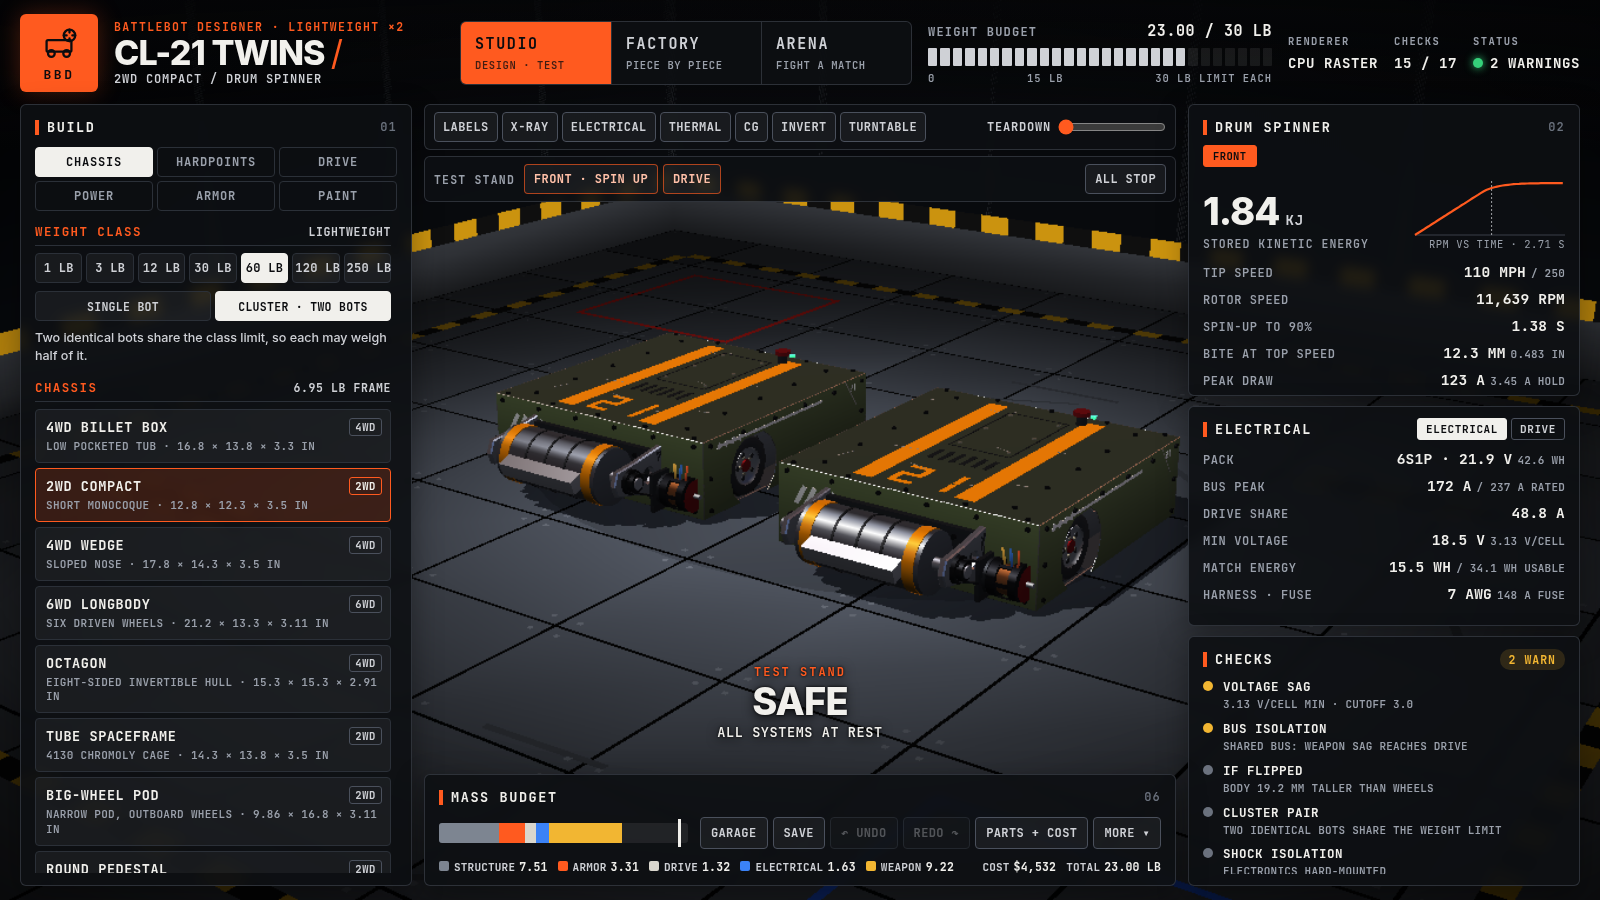 BBD
BATTLEBOT DESIGNER · LIGHTWEIGHT ×2
CL-21 TWINS /
2WD COMPACT / DRUM SPINNER
STUDIO
DESIGN · TEST
FACTORY
PIECE BY PIECE
ARENA
FIGHT A MATCH
WEIGHT BUDGET 23.00 / 30 LB
0 15 LB 30 LB LIMIT EACH
RENDERER
CPU RASTER
CHECKS
15 / 17
STATUS
2 WARNINGS
BUILD 01
CHASSIS HARDPOINTS DRIVE
POWER ARMOR PAINT
WEIGHT CLASS LIGHTWEIGHT
1 LB 3 LB 12 LB 30 LB 60 LB 120 LB 250 LB
SINGLE BOT CLUSTER · TWO BOTS
Two identical bots share the class limit, so each may weigh
half of it.
CHASSIS 6.95 LB FRAME
4WD BILLET BOX 4WD
LOW POCKETED TUB · 16.8 × 13.8 × 3.3 IN
2WD COMPACT 2WD
SHORT MONOCOQUE · 12.8 × 12.3 × 3.5 IN
4WD WEDGE 4WD
SLOPED NOSE · 17.8 × 14.3 × 3.5 IN
6WD LONGBODY 6WD
SIX DRIVEN WHEELS · 21.2 × 13.3 × 3.11 IN
OCTAGON 4WD
EIGHT-SIDED INVERTIBLE HULL · 15.3 × 15.3 × 2.91
IN
TUBE SPACEFRAME 2WD
4130 CHROMOLY CAGE · 14.3 × 13.8 × 3.5 IN
BIG-WHEEL POD 2WD
NARROW POD, OUTBOARD WHEELS · 9.86 × 16.8 × 3.11
IN
ROUND PEDESTAL 2WD
LABELS X-RAY ELECTRICAL THERMAL CG INVERT TURNTABLE TEARDOWN
TEST STAND FRONT · SPIN UP DRIVE ALL STOP
21
21
TEST STAND
SAFE
ALL SYSTEMS AT REST
MASS BUDGET 06
GARAGE SAVE ↶ UNDO REDO ↷ PARTS + COST MORE ▾
STRUCTURE 7.51 ARMOR 3.31 DRIVE 1.32 ELECTRICAL 1.63 WEAPON 9.22 COST $4,532 TOTAL 23.00 LB
DRUM SPINNER 02
FRONT
1.84 KJ
STORED KINETIC ENERGY
RPM VS TIME · 2.71 S
TIP SPEED 110 MPH / 250
ROTOR SPEED 11,639 RPM
SPIN-UP TO 90% 1.38 S
BITE AT TOP SPEED 12.3 MM 0.483 IN
PEAK DRAW 123 A 3.45 A HOLD
ELECTRICAL ELECTRICAL DRIVE
PACK 6S1P · 21.9 V 42.6 WH
BUS PEAK 172 A / 237 A RATED
DRIVE SHARE 48.8 A
MIN VOLTAGE 18.5 V 3.13 V/CELL
MATCH ENERGY 15.5 WH / 34.1 WH USABLE
HARNESS · FUSE 7 AWG 148 A FUSE
CHECKS 2 WARN
VOLTAGE SAG
3.13 V/CELL MIN · CUTOFF 3.0
BUS ISOLATION
SHARED BUS: WEAPON SAG REACHES DRIVE
IF FLIPPED
BODY 19.2 MM TALLER THAN WHEELS
CLUSTER PAIR
TWO IDENTICAL BOTS SHARE THE WEIGHT LIMIT
SHOCK ISOLATION
ELECTRONICS HARD-MOUNTED